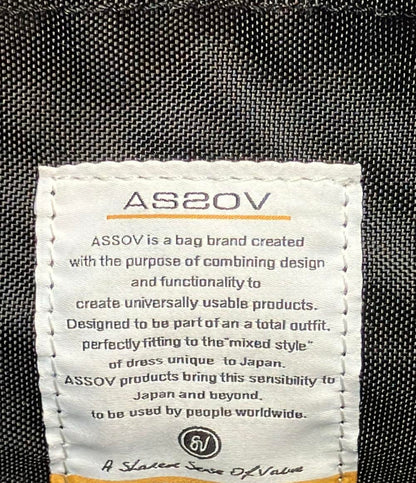 ASSOV
ASSOV is a bag brand created
with the purpose of combining design
and functionality to
create universally usable products.
Designed to be part of an a total outfit.
perfectly fitting to the "mixed style"
of dress unique to Japan.
ASSOV products bring this sensibility to
Japan and beyond.
to be used by people worldwide.
A Shared Sense Of Value